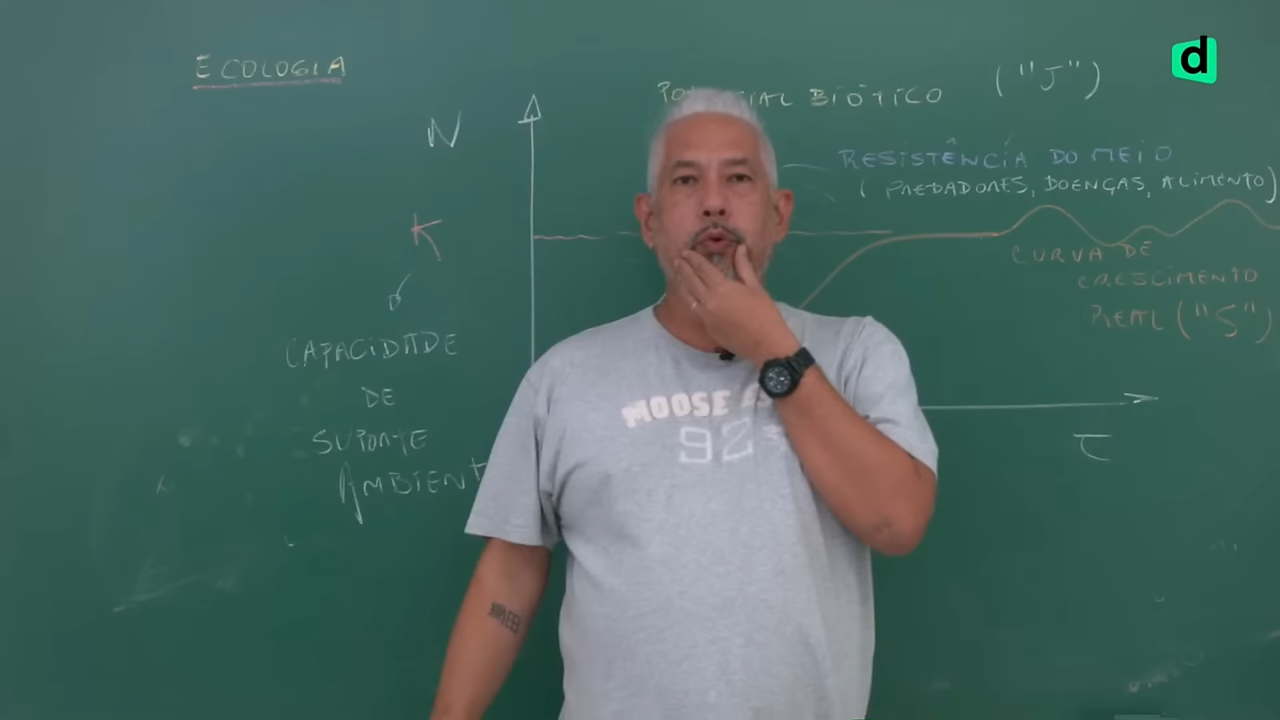 ECOLOGIA
d
("J")
BIÓTICO
N
RESISTÊNCIA DO MEIO
(PREDADORES, DOENÇAS, ALIMENTO)
K
CURVA DE
CRESCIMENTO
REAL ("S")
CAPACIDADE
DE
SUPORTE
AMBIENT
MOOSE
92